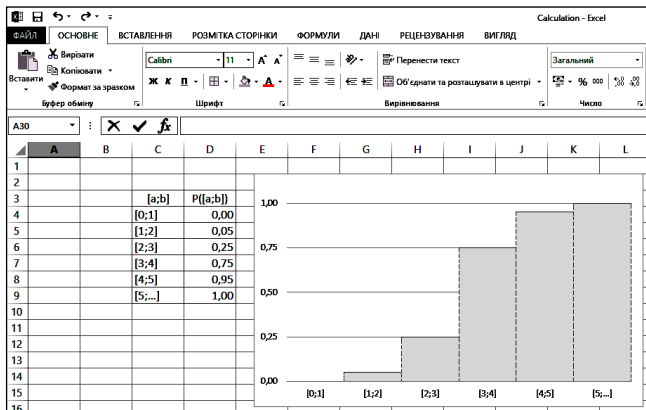 Calculation - Excel
ФАЙЛ ОСНОВНЕ ВСТАВЛЕННЯ РОЗМІТКА СТОРІНКИ ФОРМУЛИ ДАНІ РЕЦЕНЗУВАННЯ ВИГЛЯД
Вставити
Вирізати
Копіювати
Формат за зразком
Буфер обміну
Calibri 11
Ж К П
Шрифт
Перенести текст
Об'єднати та розташувати в центрі
Вирівнювання
Загальний
% 000
Число
A30 fx
A B C D E F G H I J K L
1
2
3 [a;b] P([a;b])
4 [0;1] 0,00
5 [1;2] 0,05
6 [2;3] 0,25
7 [3;4] 0,75
8 [4;5] 0,95
9 [5;...] 1,00
10
11
12
13
14
15
16
1,00
0,75
0,50
0,25
0,00
[0;1] [1;2] [2;3] [3;4] [4;5] [5;...]